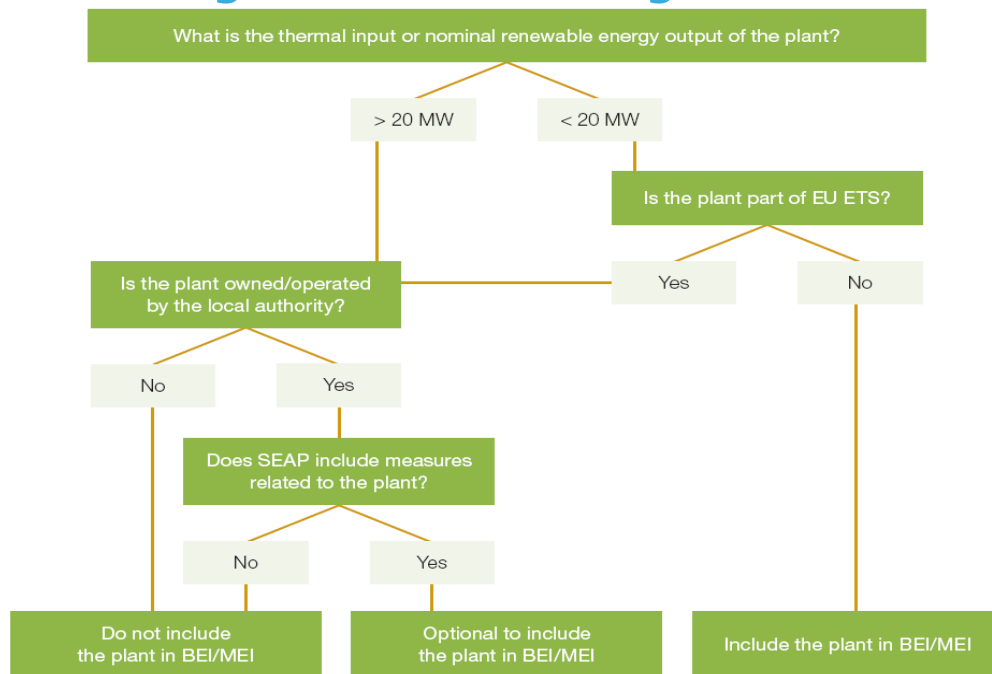 What is the thermal input or nominal renewable energy output of the plant?
> 20 MW
< 20 MW
Is the plant part of EU ETS?
Is the plant owned/operated
by the local authority?
Yes
No
No
Yes
Does SEAP include measures
related to the plant?
No
Yes
Do not include
the plant in BEI/MEI
Optional to include
the plant in BEI/MEI
Include the plant in BEI/MEI